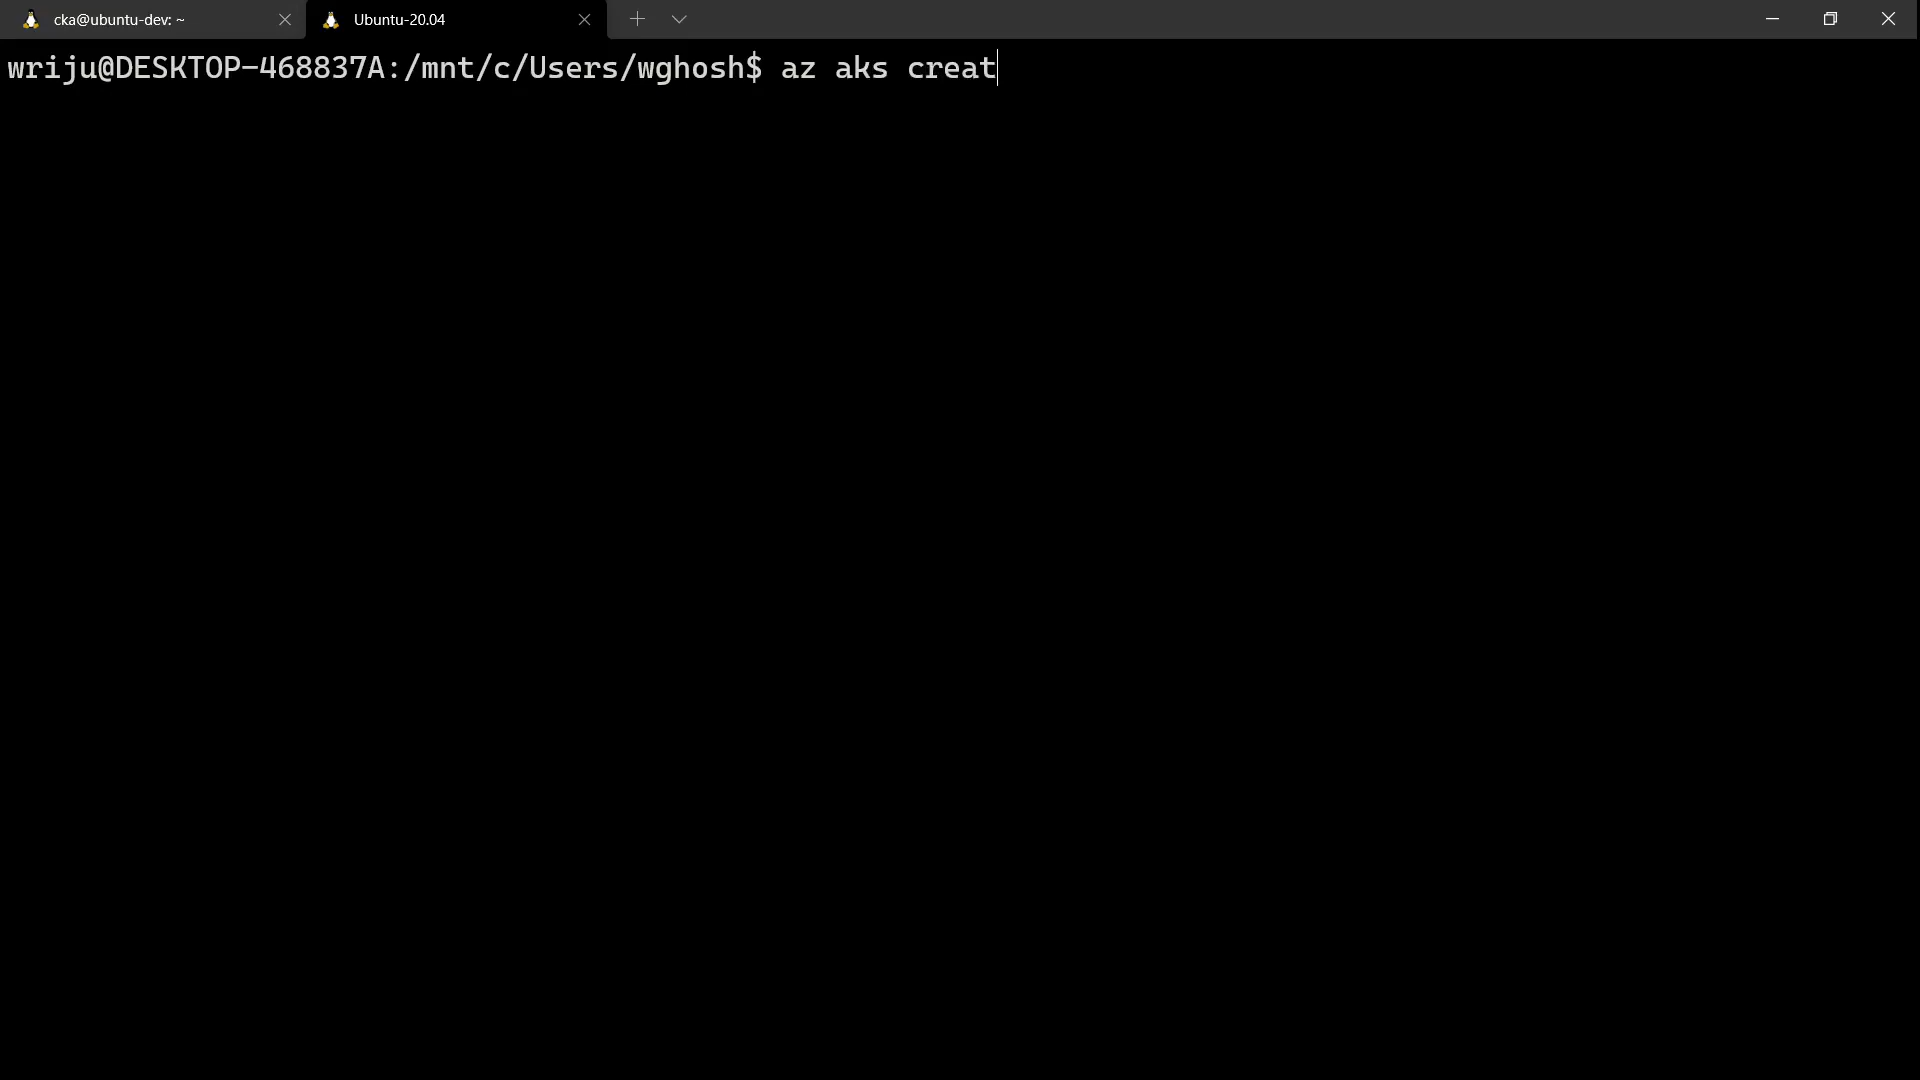 cka@ubuntu-dev: ~
Ubuntu-20.04
wriju@DESKTOP-468837A:/mnt/c/Users/wghosh$ az aks creat